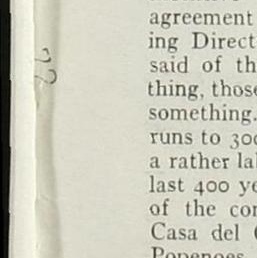 agreement
ing Direct
said of th
thing, those
something.
runs to 300
a rather la
last 400 ye
of the con
Casa del
Popenoes